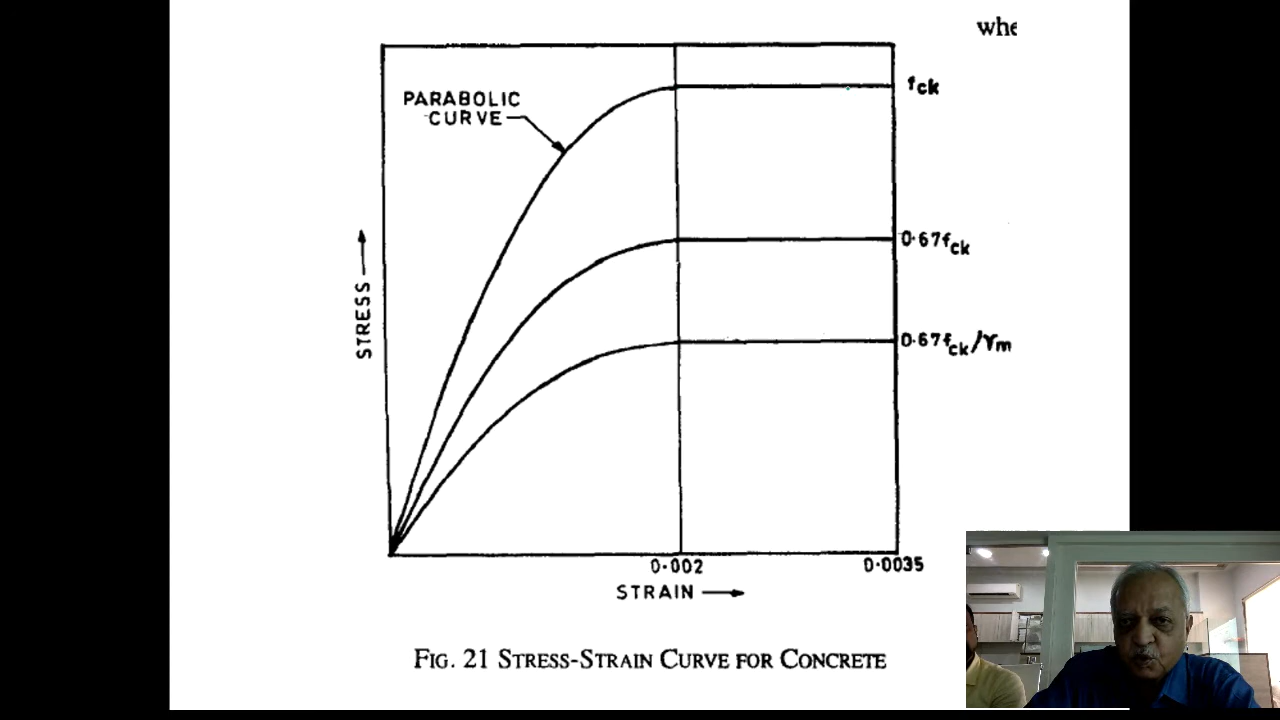 whe
PARABOLIC
CURVE
fck
0.67fck
0.67fck/γm
STRESS
0.002
0.0035
STRAIN
FIG. 21 STRESS-STRAIN CURVE FOR CONCRETE